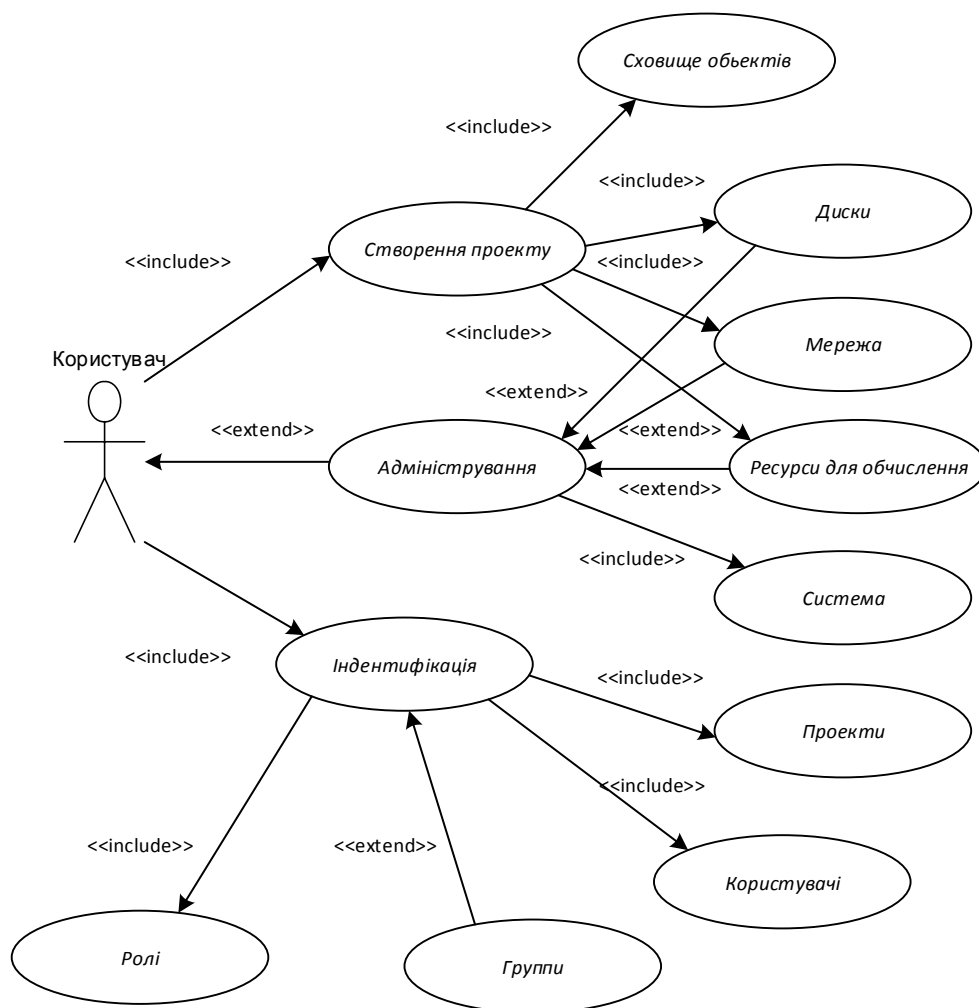 Сховище обьектів
<<include>>
<<include>>
Диски
Створення проекту
<<include>>
<<include>>
<<include>>
Мережа
Користувач
<<extend>>
<<extend>>
<<extend>>
Адміністрування
Ресурси для обчислення
<<extend>>
<<include>>
Система
<<include>>
Індентифікація
<<include>>
Проекти
<<include>>
<<include>>
<<extend>>
Користувачі
Ролі
Группи